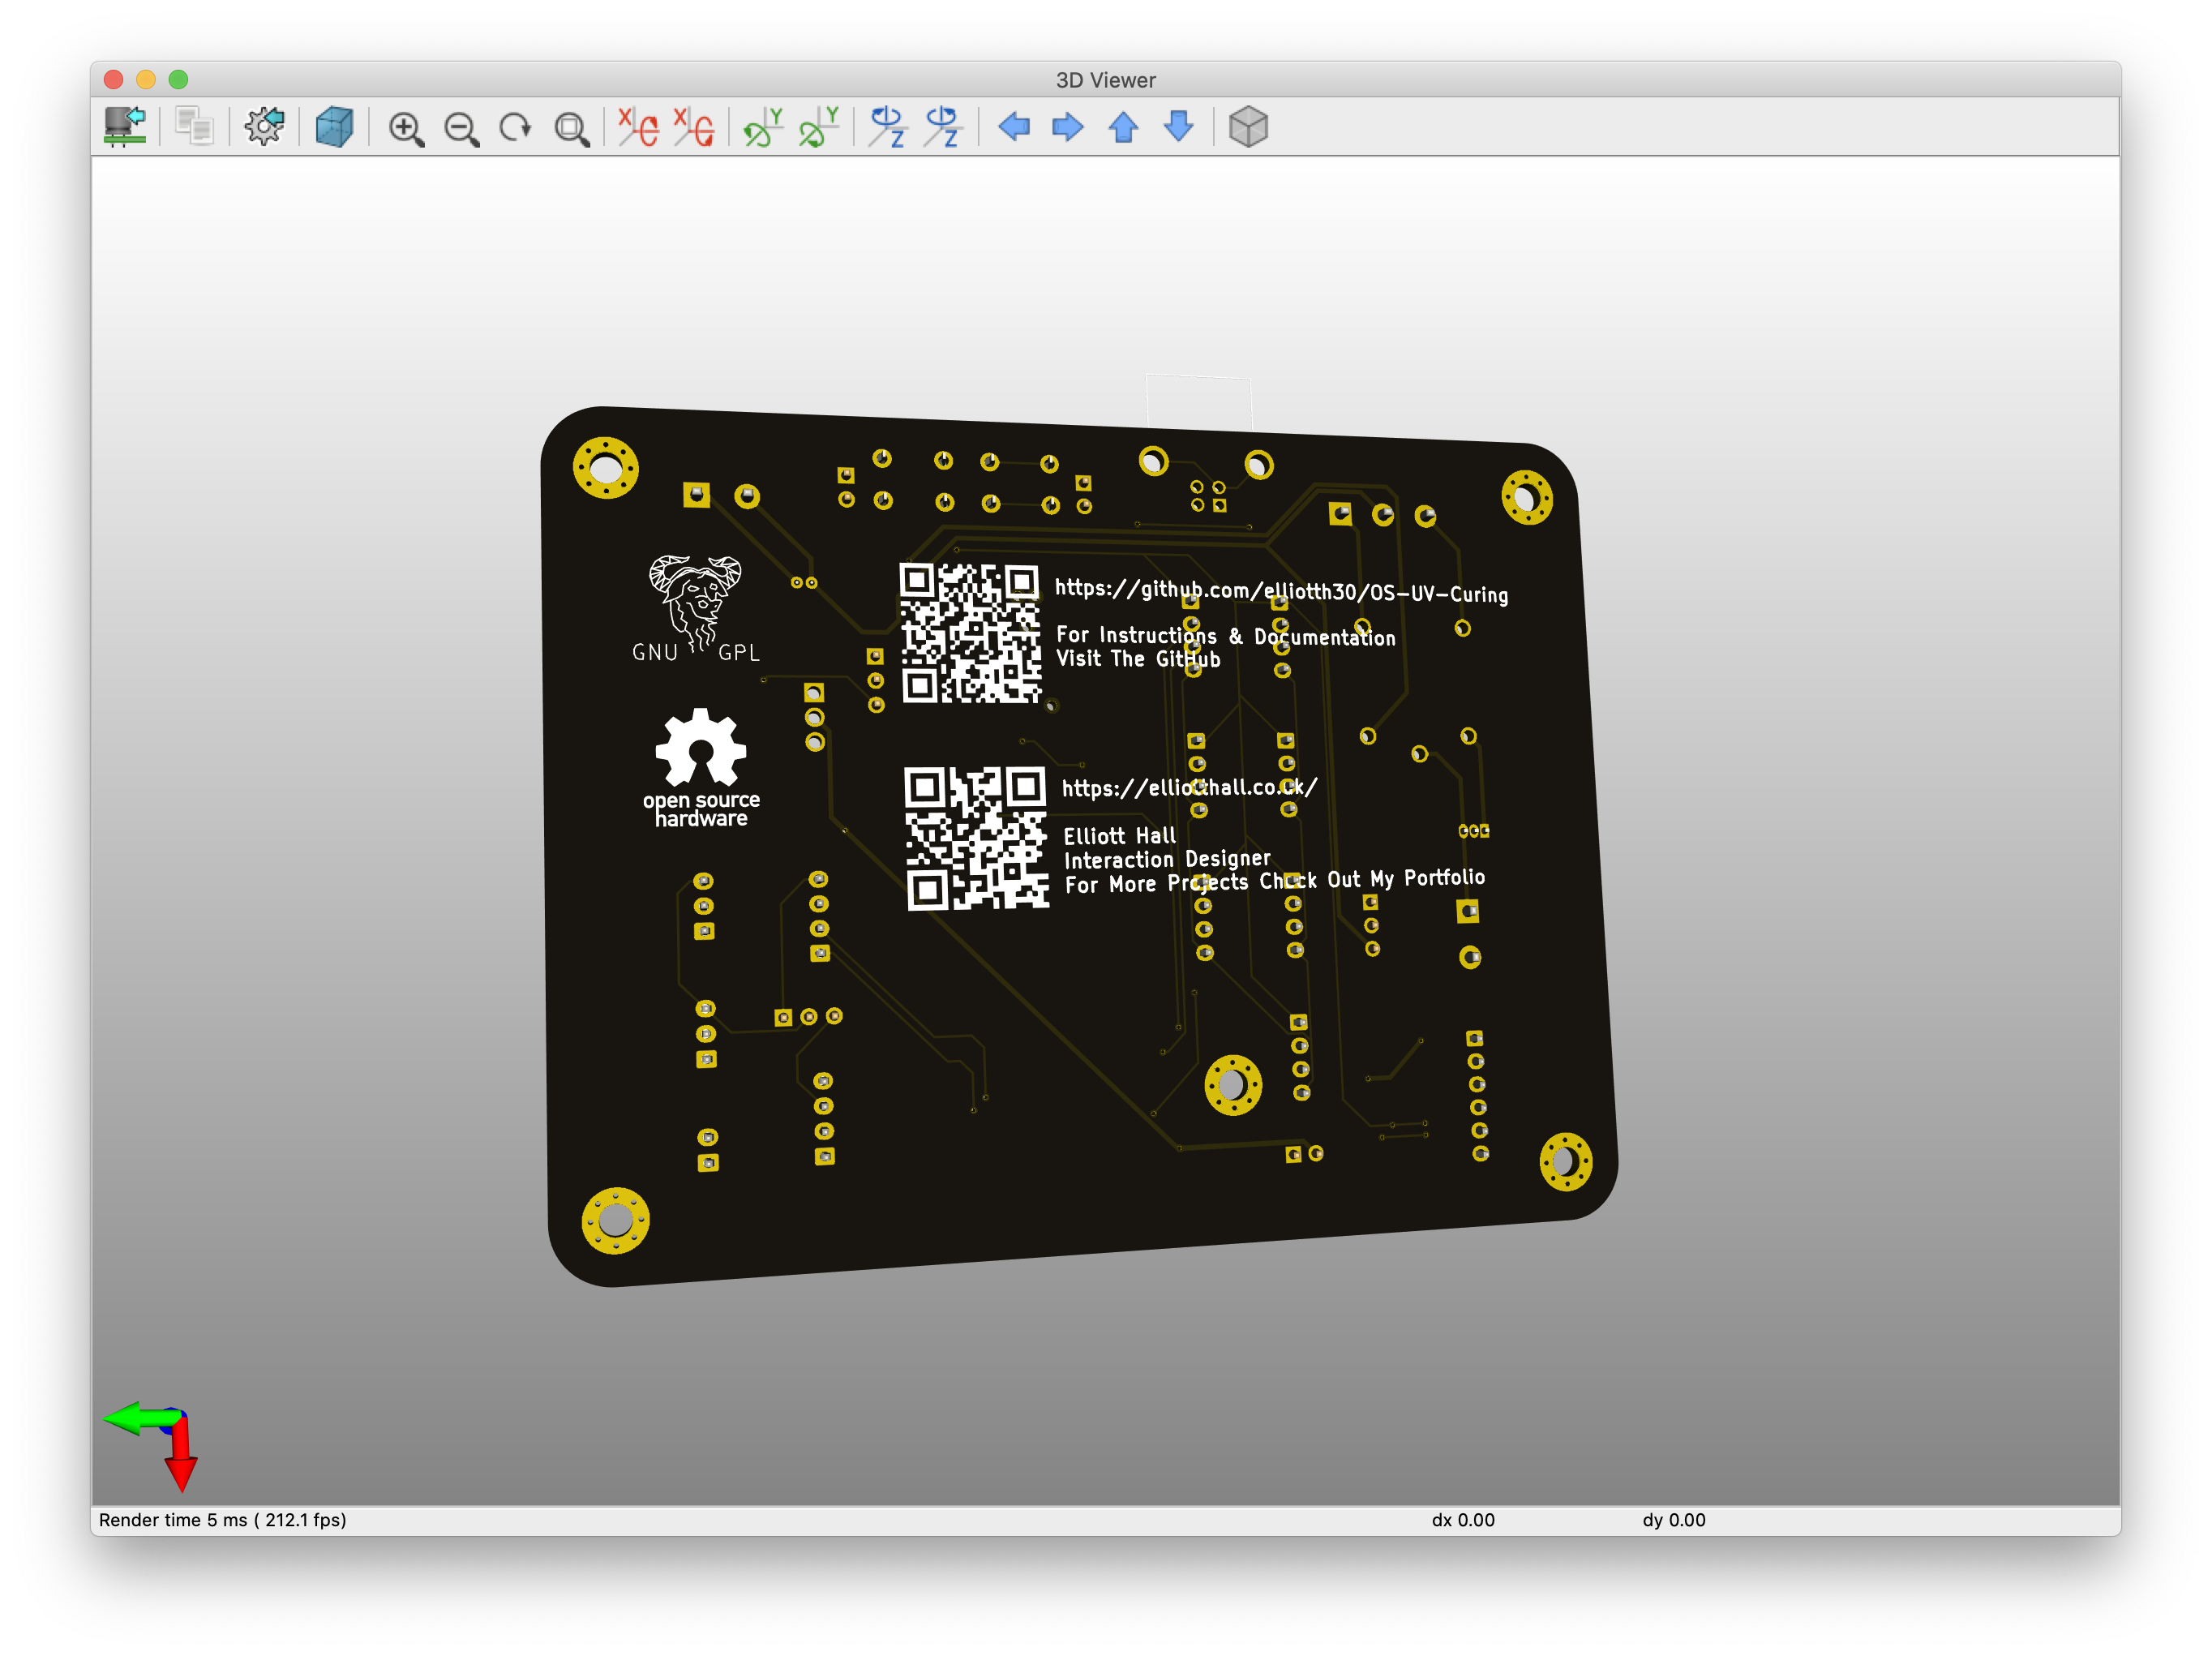 3D Viewer
X X Y Y Z Z
https://github.com/elliotth30/OS-UV-Curing
For Instructions & Documentation
Visit The GitHub
GNU GPL
open source
hardware
https://elliotthall.co.uk/
Elliott Hall
Interaction Designer
For More Projects Check Out My Portfolio
Render time 5 ms ( 212.1 fps)
dx 0.00
dy 0.00